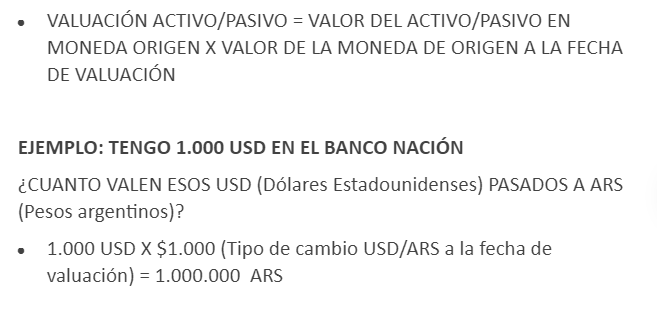 • VALUACIÓN ACTIVO/PASIVO = VALOR DEL ACTIVO/PASIVO EN
MONEDA ORIGEN X VALOR DE LA MONEDA DE ORIGEN A LA FECHA
DE VALUACIÓN
EJEMPLO: TENGO 1.000 USD EN EL BANCO NACIÓN
¿CUANTO VALEN ESOS USD (Dólares Estadounidenses) PASADOS A ARS
(Pesos argentinos)?
• 1.000 USD X $1.000 (Tipo de cambio USD/ARS a la fecha de
valuación) = 1.000.000 ARS